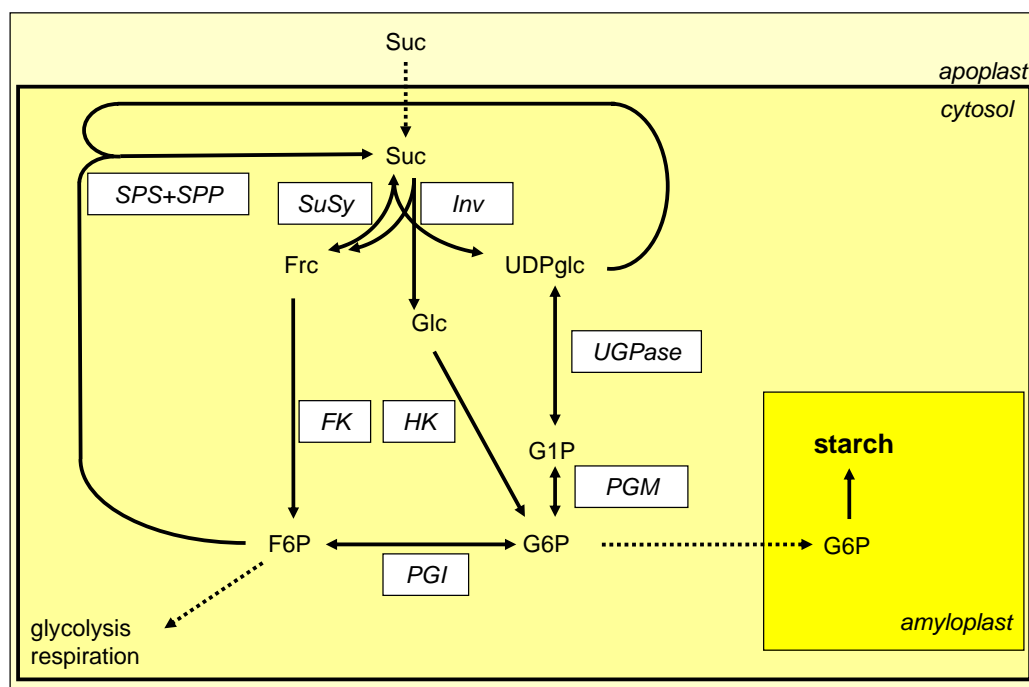 Suc
apoplast
cytosol
Suc
SPS+SPP
SuSy
Inv
Frc
UDPglc
Glc
UGPase
FK
HK
G1P
starch
PGM
F6P
G6P
G6P
PGI
glycolysis
respiration
amyloplast